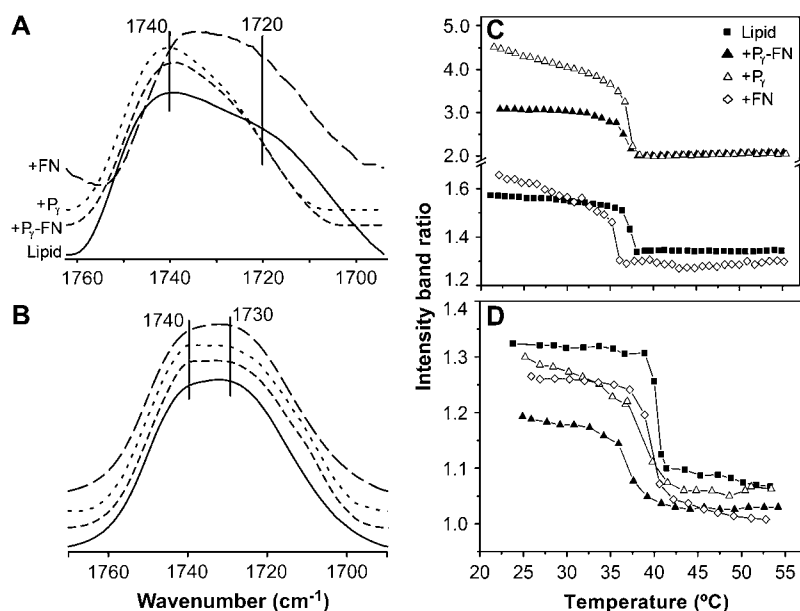 A
1740
1720
+FN
+Pγ
+Pγ-FN
Lipid
1760 1740 1720 1700
B
1740
1730
1760 1740 1720 1700
Wavenumber (cm-1)
Intensity band ratio
C
Lipid
+Pγ-FN
+Pγ
+FN
5.0
4.0
3.0
2.0
1.6
1.4
1.2
D
1.4
1.3
1.2
1.1
1.0
20 25 30 35 40 45 50 55
Temperature (ºC)